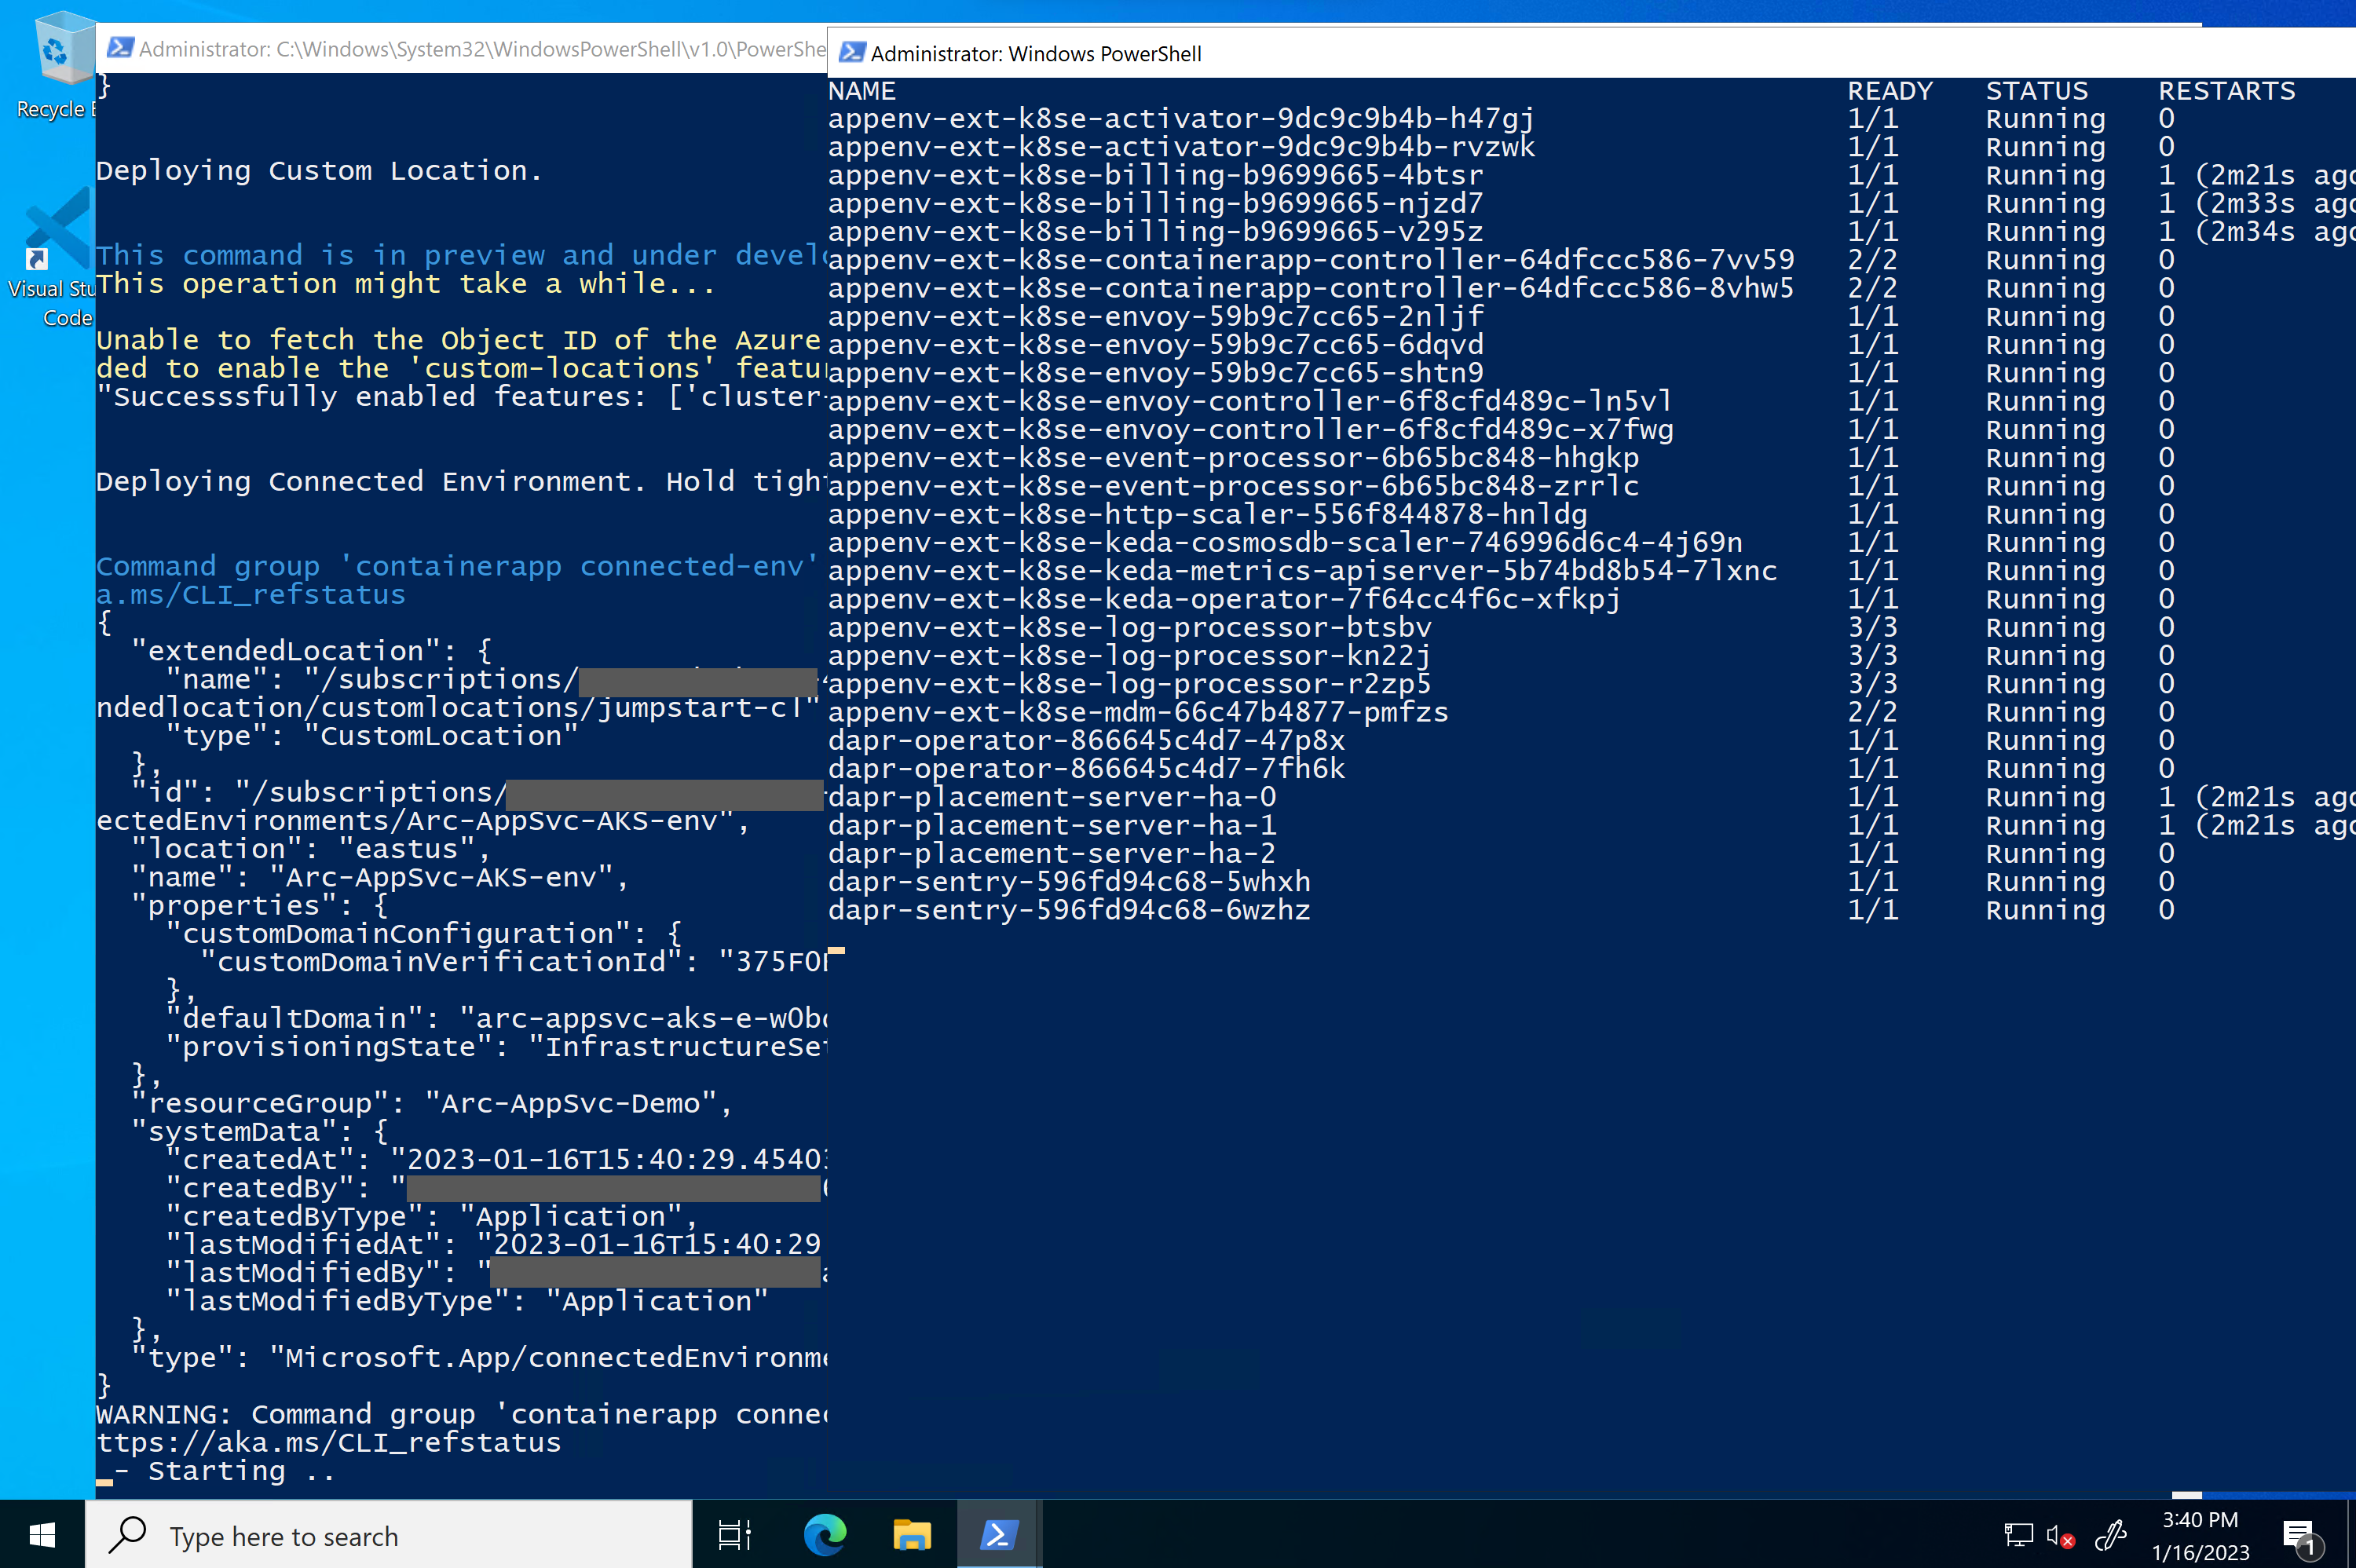 Recycle
Visual Stu
Code
Administrator: C:\Windows\System32\WindowsPowerShell\v1.0\PowerShe
}
Deploying Custom Location.
This command is in preview and under develo
This operation might take a while...
Unable to fetch the Object ID of the Azure
ded to enable the 'custom-locations' featu
"Successsfully enabled features: ['cluster-
Deploying Connected Environment. Hold tigh
Command group 'containerapp connected-env'
a.ms/CLI_refstatus
{
"extendedLocation": {
"name": "/subscriptions/
ndedlocation/customlocations/jumpstart-cl"
"type": "CustomLocation"
},
"id": "/subscriptions/
ectedEnvironments/Arc-AppSvc-AKS-env",
"location": "eastus",
"name": "Arc-AppSvc-AKS-env",
"properties": {
"customDomainConfiguration": {
"customDomainVerificationId": "375F0
},
"defaultDomain": "arc-appsvc-aks-e-w0b
"provisioningState": "InfrastructureSe
},
"resourceGroup": "Arc-AppSvc-Demo",
"systemData": {
"createdAt": "2023-01-16T15:40:29.4540
"createdBy": "
"createdByType": "Application",
"lastModifiedAt": "2023-01-16T15:40:29
"lastModifiedBy": "
"lastModifiedByType": "Application"
},
"type": "Microsoft.App/connectedEnvironme
}
WARNING: Command group 'containerapp connec
ttps://aka.ms/CLI_refstatus
- Starting ..
Administrator: Windows PowerShell
NAME READY STATUS RESTARTS
appenv-ext-k8se-activator-9dc9c9b4b-h47gj 1/1 Running 0
appenv-ext-k8se-activator-9dc9c9b4b-rvzwk 1/1 Running 0
appenv-ext-k8se-billing-b9699665-4btsr 1/1 Running 1 (2m21s ago
appenv-ext-k8se-billing-b9699665-njzd7 1/1 Running 1 (2m33s ago
appenv-ext-k8se-billing-b9699665-v295z 1/1 Running 1 (2m34s ago
appenv-ext-k8se-containerapp-controller-64dfccc586-7vv59 2/2 Running 0
appenv-ext-k8se-containerapp-controller-64dfccc586-8vhw5 2/2 Running 0
appenv-ext-k8se-envoy-59b9c7cc65-2nljf 1/1 Running 0
appenv-ext-k8se-envoy-59b9c7cc65-6dqvd 1/1 Running 0
appenv-ext-k8se-envoy-59b9c7cc65-shtn9 1/1 Running 0
appenv-ext-k8se-envoy-controller-6f8cfd489c-ln5vl 1/1 Running 0
appenv-ext-k8se-envoy-controller-6f8cfd489c-x7fwg 1/1 Running 0
appenv-ext-k8se-event-processor-6b65bc848-hhgkp 1/1 Running 0
appenv-ext-k8se-event-processor-6b65bc848-zrrlc 1/1 Running 0
appenv-ext-k8se-http-scaler-556f844878-hnldg 1/1 Running 0
appenv-ext-k8se-keda-cosmosdb-scaler-746996d6c4-4j69n 1/1 Running 0
appenv-ext-k8se-keda-metrics-apiserver-5b74bd8b54-7lxnc 1/1 Running 0
appenv-ext-k8se-keda-operator-7f64cc4f6c-xfkpj 1/1 Running 0
appenv-ext-k8se-log-processor-btsbv 3/3 Running 0
appenv-ext-k8se-log-processor-kn22j 3/3 Running 0
appenv-ext-k8se-log-processor-r2zp5 3/3 Running 0
appenv-ext-k8se-mdm-66c47b4877-pmfzs 2/2 Running 0
dapr-operator-866645c4d7-47p8x 1/1 Running 0
dapr-operator-866645c4d7-7fh6k 1/1 Running 0
dapr-placement-server-ha-0 1/1 Running 1 (2m21s ago
dapr-placement-server-ha-1 1/1 Running 1 (2m21s ago
dapr-placement-server-ha-2 1/1 Running 0
dapr-sentry-596fd94c68-5whxh 1/1 Running 0
dapr-sentry-596fd94c68-6wzhz 1/1 Running 0
Type here to search
3:40 PM
1/16/2023
1